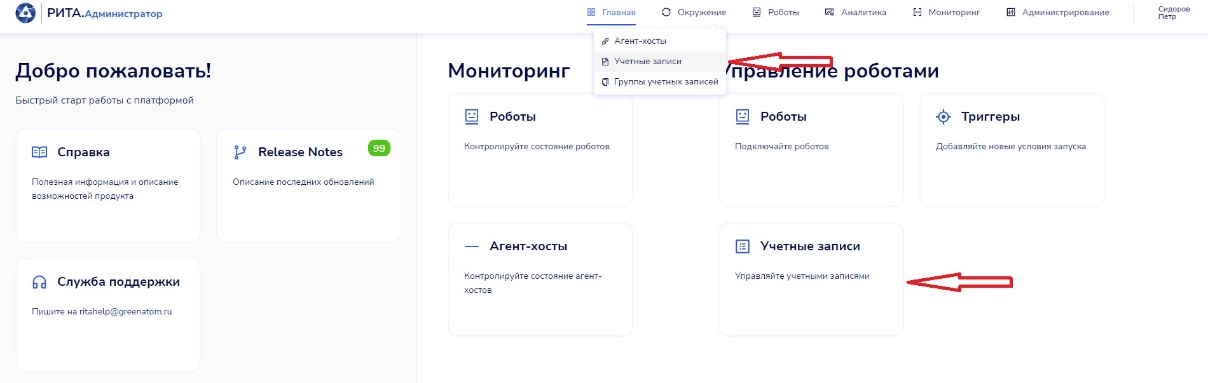 РИТА.Администратор
Главная
Окружение
Роботы
Аналитика
Мониторинг
Администрирование
Сидоров
Петр
Агент-хосты
Учетные записи
Группы учетных записей
Добро пожаловать!
Быстрый старт работы с платформой
Справка
Полезная информация и описание
возможностей продукта
Release Notes
99
Описание последних обновлений
Служба поддержки
Пишите на ritahelp@greenatom.ru
Мониторинг
Роботы
Контролируйте состояние роботов
Агент-хосты
Контролируйте состояние агент-
хостов
Управление роботами
Роботы
Подключайте роботов
Триггеры
Добавляйте новые условия запуска
Учетные записи
Управляйте учетными записями